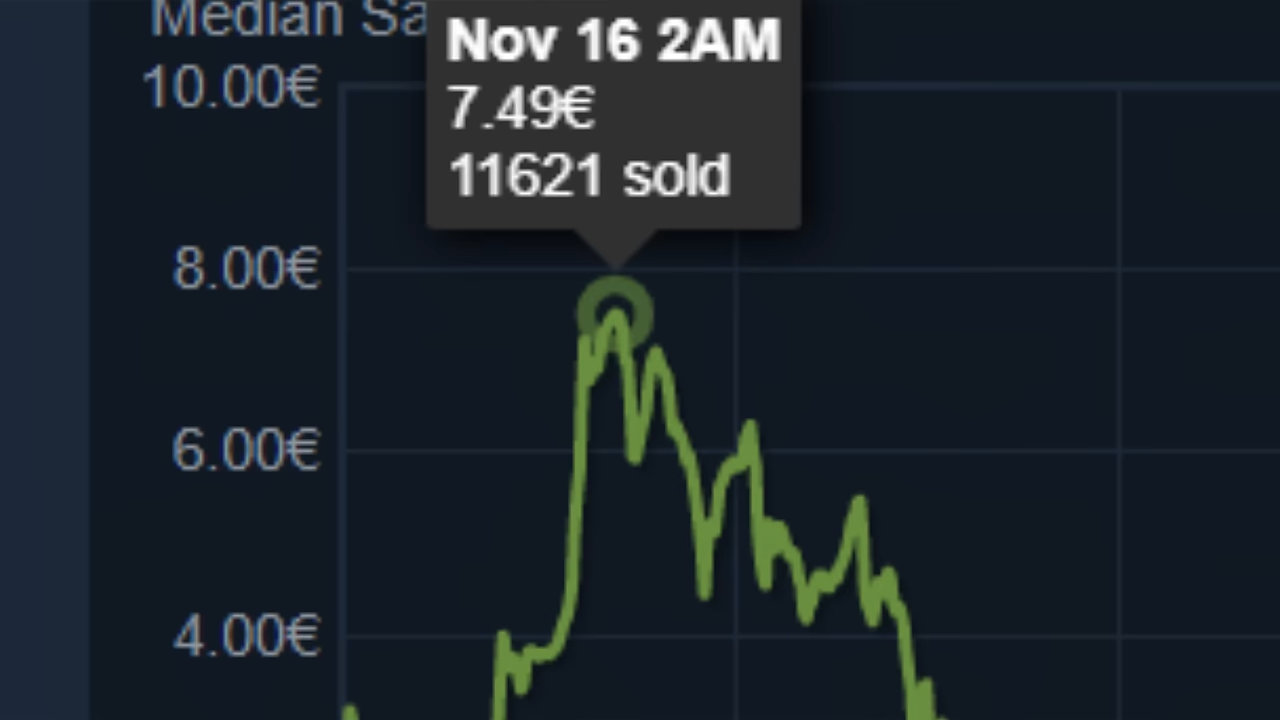 Median Sa
Nov 16 2AM
7.49€
11621 sold
10.00€
8.00€
6.00€
4.00€